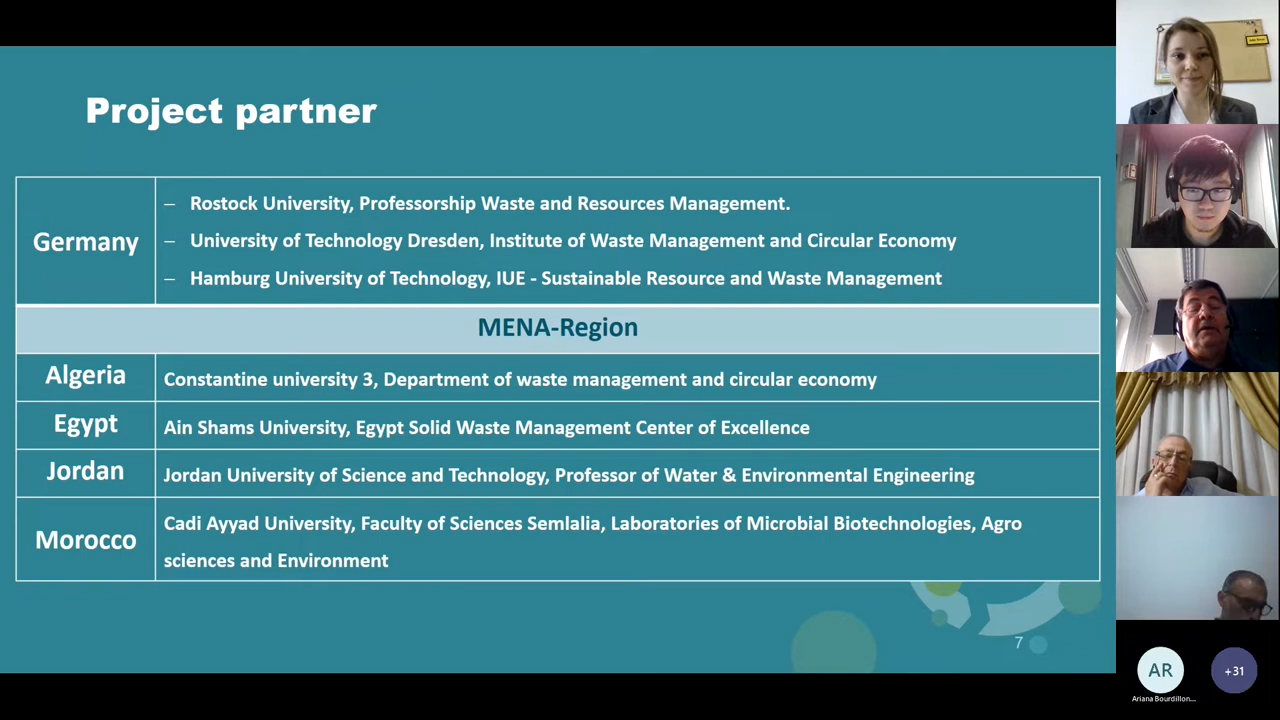 Project partner
Germany
– Rostock University, Professorship Waste and Resources Management.
– University of Technology Dresden, Institute of Waste Management and Circular Economy
– Hamburg University of Technology, IUE - Sustainable Resource and Waste Management
MENA-Region
Algeria
Constantine university 3, Department of waste management and circular economy
Egypt
Ain Shams University, Egypt Solid Waste Management Center of Excellence
Jordan
Jordan University of Science and Technology, Professor of Water & Environmental Engineering
Morocco
Cadi Ayyad University, Faculty of Sciences Semlalia, Laboratories of Microbial Biotechnologies, Agro
sciences and Environment
7
AR
+31
Ariana Bourdillon...